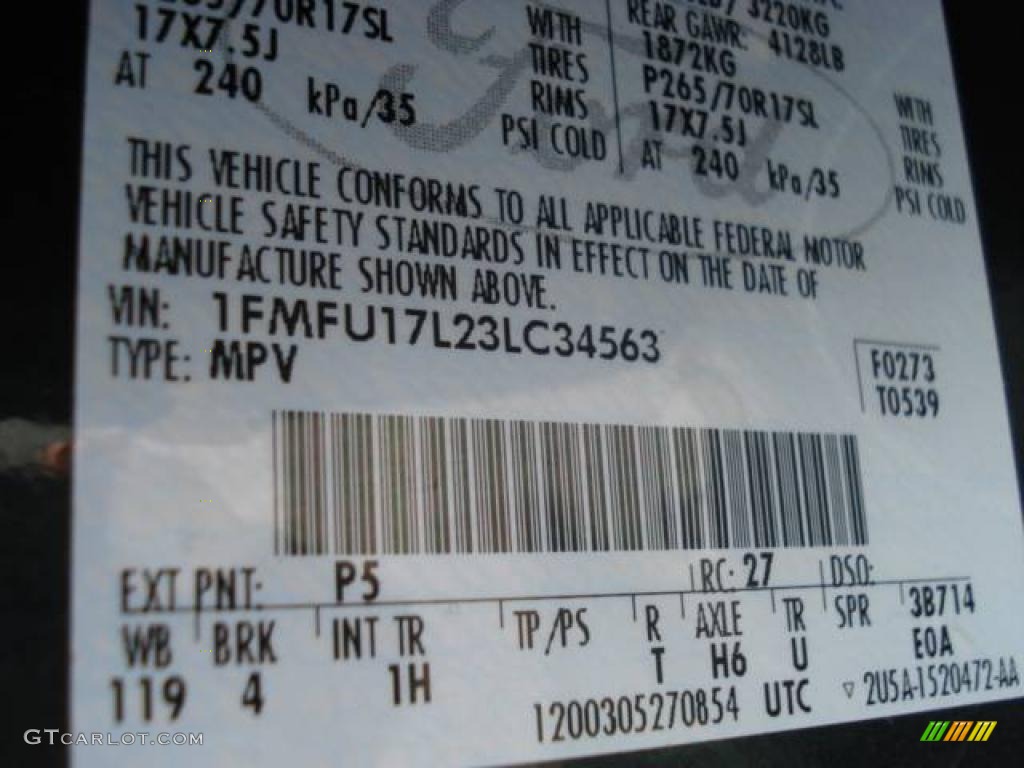 /70R17SL WITH
17X7.5J TIRES
AT 240 kPa/35 RIMS
PSI COLD
3220KG
REAR GAWR: 4128LB
1872KG WITH
P265/70R17SL TIRES
17X7.5J RIMS
AT 240 kPa/35 PSI COLD
Ford
THIS VEHICLE CONFORMS TO ALL APPLICABLE FEDERAL MOTOR
VEHICLE SAFETY STANDARDS IN EFFECT ON THE DATE OF
MANUFACTURE SHOWN ABOVE.
VIN: 1FMFU17L23LC34563
TYPE: MPV
F0273
T0539
EXT PNT: P5 RC: 27 DSO:
WB BRK INT TR TP/PS R AXLE TR SPR 3B714
119 4 1H T H6 U E0A
1200305270854 UTC ▽ 2U5A-1520472-AA
GTcarlot.com